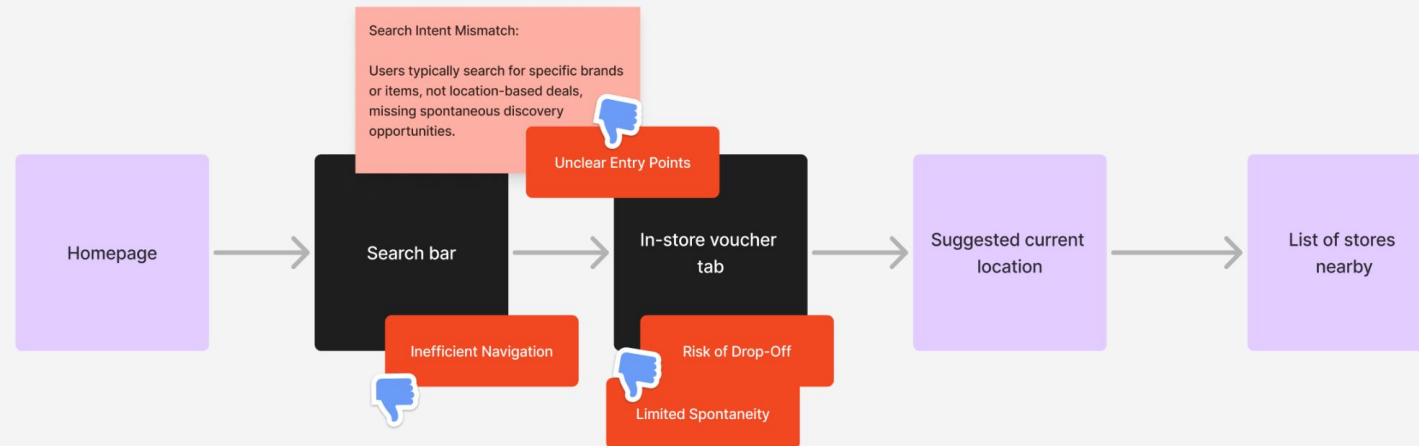 Search Intent Mismatch:
Users typically search for specific brands
or items, not location-based deals,
missing spontaneous discovery
opportunities.
Unclear Entry Points
Homepage
Search bar
In-store voucher
tab
Suggested current
location
List of stores
nearby
Inefficient Navigation
Risk of Drop-Off
Limited Spontaneity